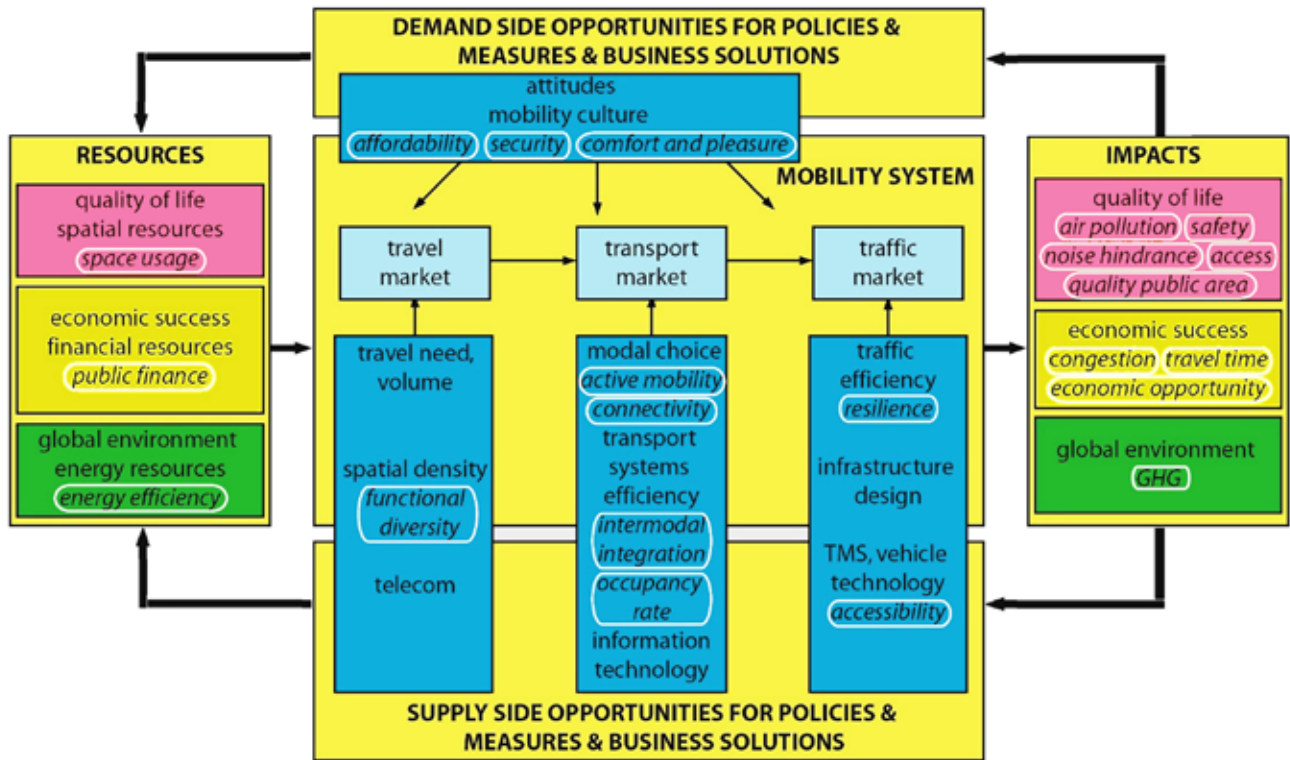 DEMAND SIDE OPPORTUNITIES FOR POLICIES &
MEASURES & BUSINESS SOLUTIONS
attitudes
mobility culture
affordability security comfort and pleasure
RESOURCES
quality of life
spatial resources
space usage
economic success
financial resources
public finance
global environment
energy resources
energy efficiency
MOBILITY SYSTEM
travel
market
transport
market
traffic
market
travel need,
volume
spatial density
functional
diversity
telecom
modal choice
active mobility
connectivity
transport
systems
efficiency
intermodal
integration
occupancy
rate
information
technology
traffic
efficiency
resilience
infrastructure
design
TMS, vehicle
technology
accessibility
IMPACTS
quality of life
air pollution safety
noise hindrance access
quality public area
economic success
congestion travel time
economic opportunity
global environment
GHG
SUPPLY SIDE OPPORTUNITIES FOR POLICIES &
MEASURES & BUSINESS SOLUTIONS